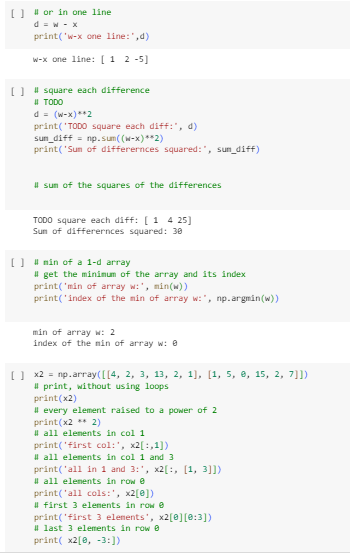 [ ] # or in one line
d = w - x
print('w-x one line:',d)
w-x one line: [ 1  2 -5]
[ ] # square each difference
# TODO
d = (w-x)**2
print('TODO square each diff:', d)
sum_diff = np.sum((w-x)**2)
print('Sum of differernces squared:', sum_diff)
# sum of the squares of the differences
TODO square each diff: [ 1  4 25]
Sum of differernces squared: 30
[ ] # min of a 1-d array
# get the minimum of the array and its index
print('min of array w:', min(w))
print('index of the min of array w:', np.argmin(w))
min of array w: 2
index of the min of array w: 0
[ ] x2 = np.array([[4, 2, 3, 13, 2, 1], [1, 5, 0, 15, 2, 7]])
# print, without using loops
print(x2)
# every element raised to a power of 2
print(x2 ** 2)
# all elements in col 1
print('first col:', x2[:,1])
# all elements in col 1 and 3
print('all in 1 and 3:', x2[:, [1, 3]])
# all elements in row 0
print('all cols:', x2[0])
# first 3 elements in row 0
print('first 3 elements', x2[0][0:3])
# last 3 elements in row 0
print( x2[0, -3:])